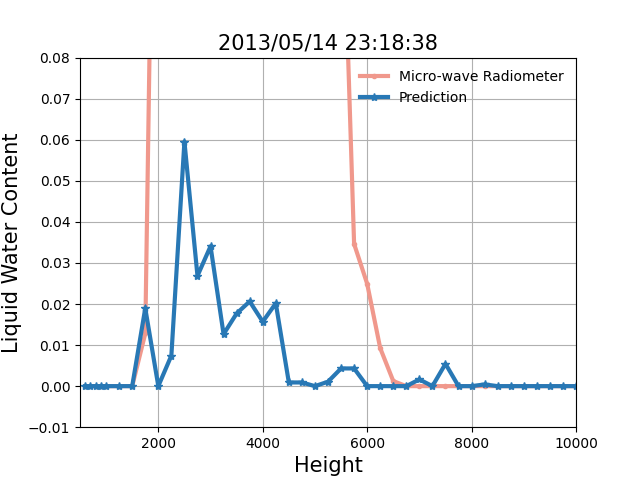 2013/05/14 23:18:38
Micro-wave Radiometer
Prediction
Liquid Water Content
0.08
0.07
0.06
0.05
0.04
0.03
0.02
0.01
0.00
−0.01
2000 4000 6000 8000 10000
Height